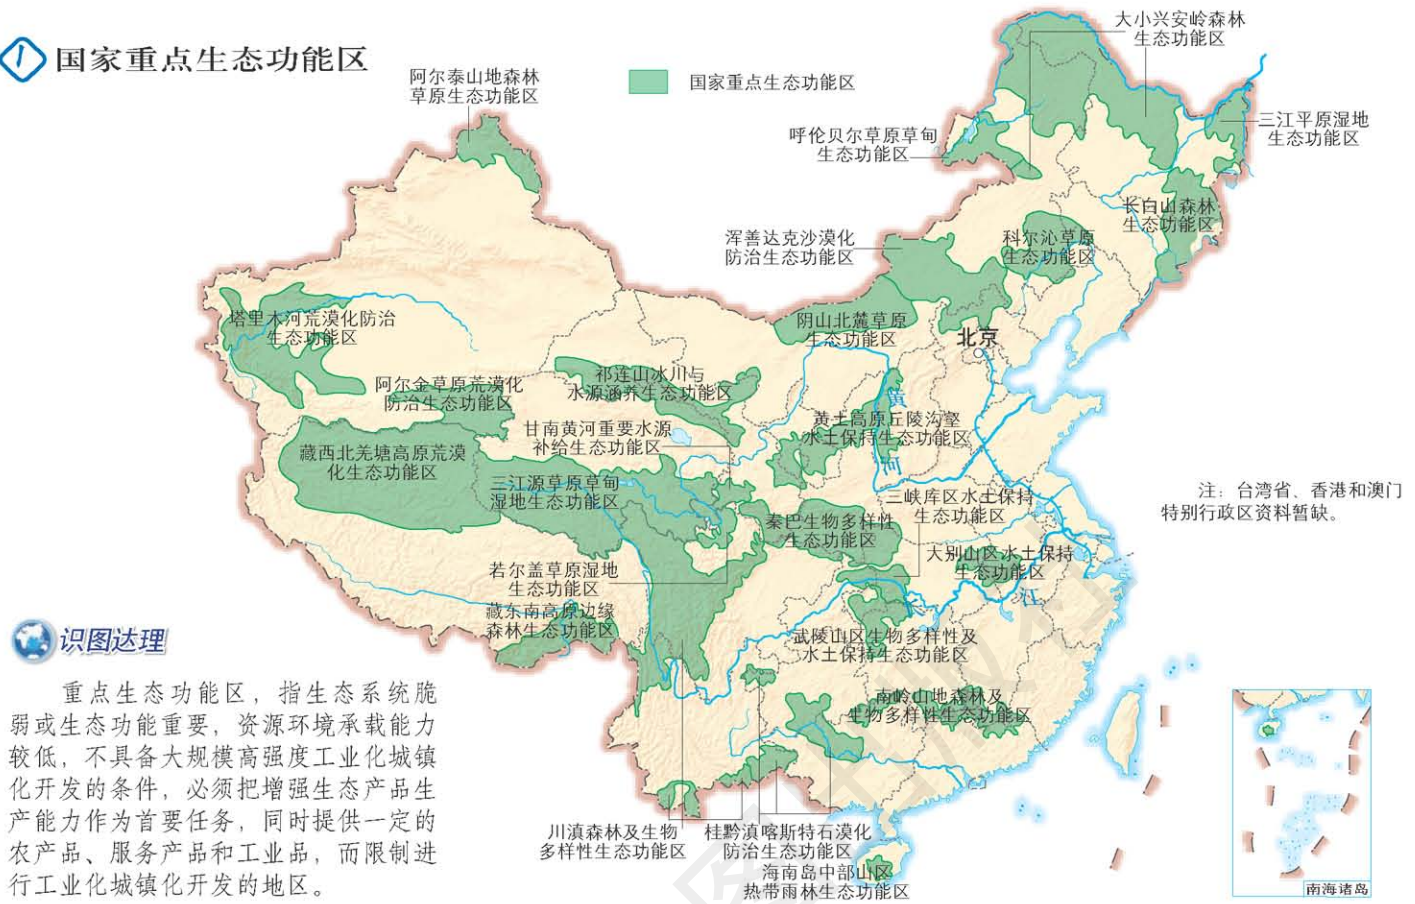 国家重点生态功能区
国家重点生态功能区
阿尔泰山地森林
草原生态功能区
大小兴安岭森林
生态功能区
呼伦贝尔草原草甸
生态功能区
三江平原湿地
生态功能区
长白山森林
生态功能区
浑善达克沙漠化
防治生态功能区
科尔沁草原
生态功能区
塔里木河荒漠化防治
生态功能区
阴山北麓草原
生态功能区
北京
阿尔金草原荒漠化
防治生态功能区
祁连山冰川与
水源涵养生态功能区
黄
河
甘南黄河重要水源
补给生态功能区
黄土高原丘陵沟壑
水土保持生态功能区
藏西北羌塘高原荒漠
化生态功能区
三江源草原草甸
湿地生态功能区
三峡库区水土保持
生态功能区
注：台湾省、香港和澳门
特别行政区资料暂缺。
秦巴生物多样性
生态功能区
大别山区水土保持
生态功能区
江
若尔盖草原湿地
生态功能区
藏东南高原边缘
森林生态功能区
武陵山区生物多样性及
水土保持生态功能区
南岭山地森林及
生物多样性生态功能区
川滇森林及生物
多样性生态功能区
桂黔滇喀斯特石漠化
防治生态功能区
海南岛中部山区
热带雨林生态功能区
南海诸岛
识图达理
重点生态功能区，指生态系统脆
弱或生态功能重要，资源环境承载能力
较低，不具备大规模高强度工业化城镇
化开发的条件，必须把增强生态产品生
产能力作为首要任务，同时提供一定的
农产品、服务产品和工业品，而限制进
行工业化城镇化开发的地区。